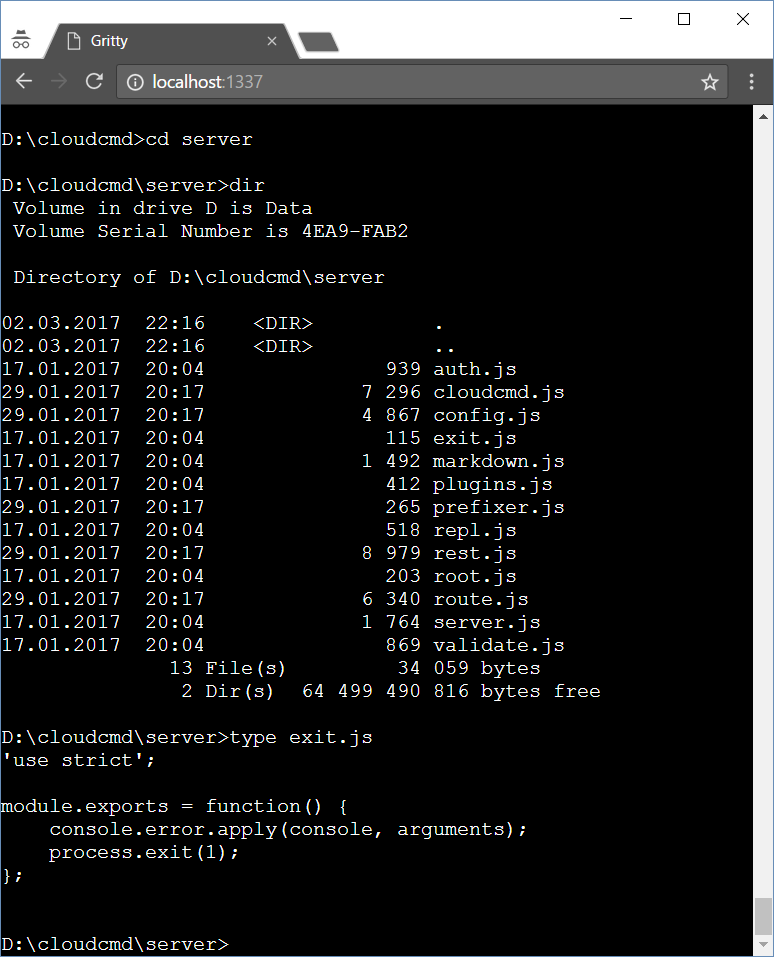 Gritty
localhost:1337
D:\cloudcmd>cd server
D:\cloudcmd\server>dir
 Volume in drive D is Data
 Volume Serial Number is 4EA9-FAB2
 Directory of D:\cloudcmd\server
02.03.2017  22:16    <DIR>          .
02.03.2017  22:16    <DIR>          ..
17.01.2017  20:04               939 auth.js
29.01.2017  20:17             7 296 cloudcmd.js
29.01.2017  20:17             4 867 config.js
17.01.2017  20:04               115 exit.js
17.01.2017  20:04             1 492 markdown.js
17.01.2017  20:04               412 plugins.js
29.01.2017  20:17               265 prefixer.js
17.01.2017  20:04               518 repl.js
29.01.2017  20:17             8 979 rest.js
17.01.2017  20:04               203 root.js
29.01.2017  20:17             6 340 route.js
17.01.2017  20:04             1 764 server.js
17.01.2017  20:04               869 validate.js
              13 File(s)         34 059 bytes
               2 Dir(s)  64 499 490 816 bytes free
D:\cloudcmd\server>type exit.js
'use strict';
module.exports = function() {
    console.error.apply(console, arguments);
    process.exit(1);
};
D:\cloudcmd\server>